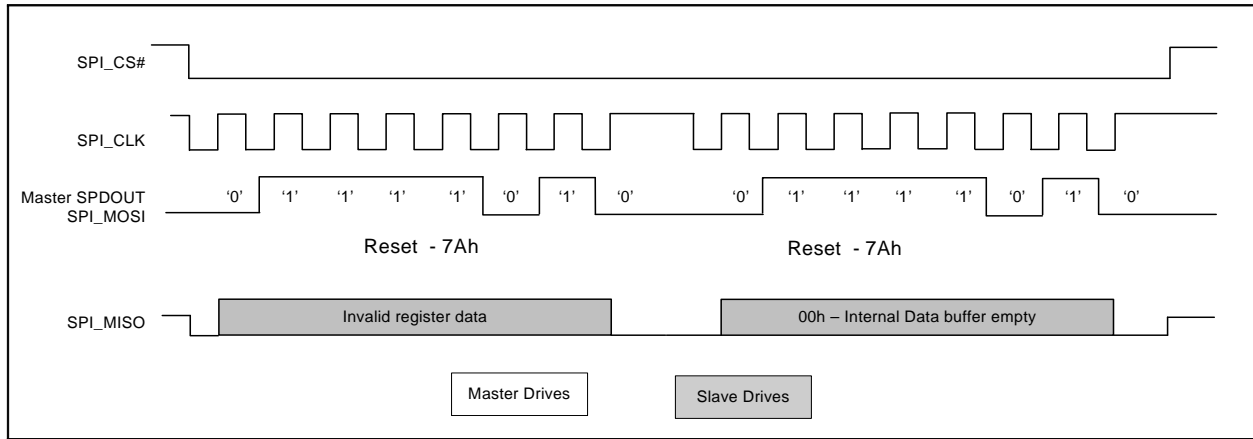 SPI_CS#
SPI_CLK
Master SPDOUT
SPI_MOSI
‘0’ ‘1’ ‘1’ ‘1’ ‘1’ ‘0’ ‘1’ ‘0’ ‘0’ ‘1’ ‘1’ ‘1’ ‘1’ ‘0’ ‘1’ ‘0’
Reset - 7Ah Reset - 7Ah
SPI_MISO
Invalid register data
00h – Internal Data buffer empty
Master Drives
Slave Drives